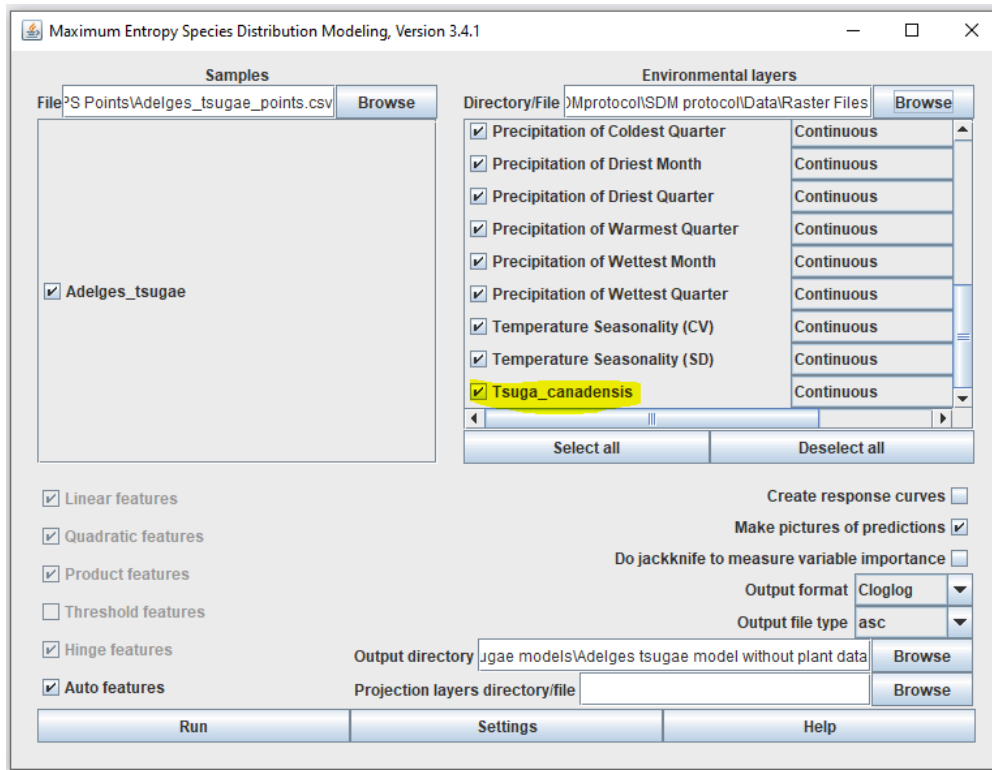 Maximum Entropy Species Distribution Modeling, Version 3.4.1
Samples
File PS Points\Adelges_tsugae_points.csv Browse
Adelges_tsugae
Environmental layers
Directory/File Mprotocol\SDM protocol\Data\Raster Files Browse
Precipitation of Coldest Quarter Continuous
Precipitation of Driest Month Continuous
Precipitation of Driest Quarter Continuous
Precipitation of Warmest Quarter Continuous
Precipitation of Wettest Month Continuous
Precipitation of Wettest Quarter Continuous
Temperature Seasonality (CV) Continuous
Temperature Seasonality (SD) Continuous
Tsuga_canadensis Continuous
Select all Deselect all
Linear features
Quadratic features
Product features
Threshold features
Hinge features
Auto features
Create response curves
Make pictures of predictions
Do jackknife to measure variable importance
Output format Cloglog
Output file type asc
Output directory ugae models\Adelges tsugae model without plant data Browse
Projection layers directory/file Browse
Run Settings Help